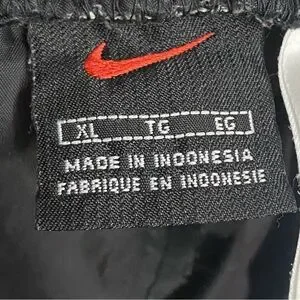 XL TG EG
MADE IN INDONESIA
FABRIQUE EN INDONESIE